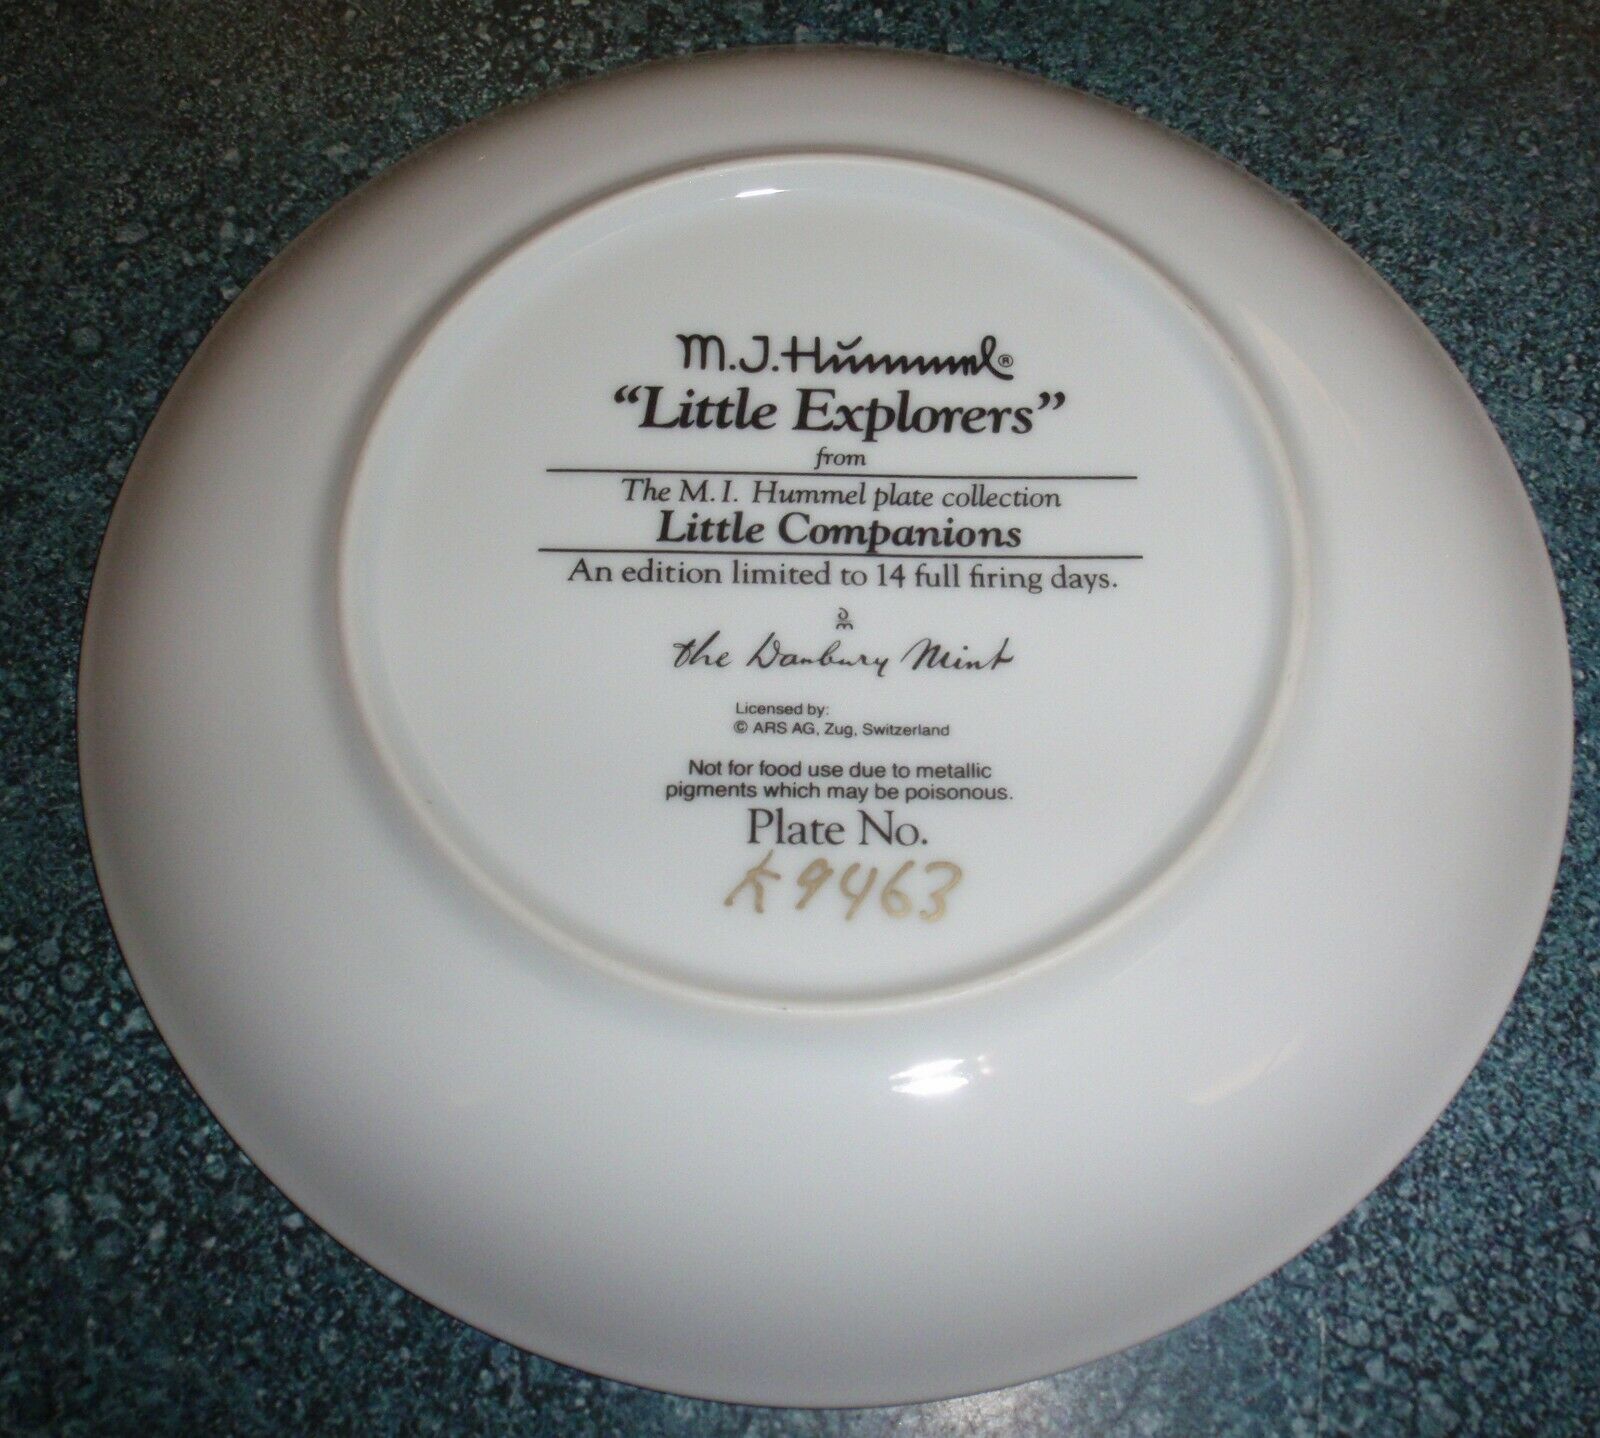 M.J.Hummel®
“Little Explorers”
from
The M.I. Hummel plate collection
Little Companions
An edition limited to 14 full firing days.
the Danbury Mint
Licensed by:
© ARS AG, Zug, Switzerland
Not for food use due to metallic
pigments which may be poisonous.
Plate No.
K9463